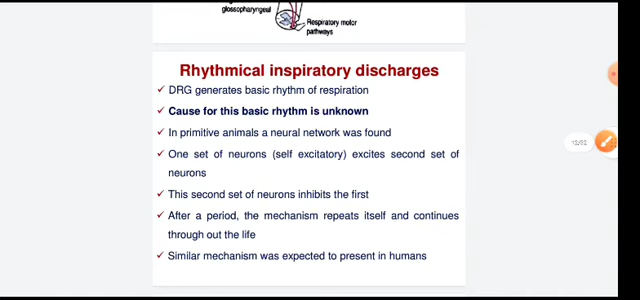 glossopharyngeal
Respiratory motor
pathways
Rhythmical inspiratory discharges
✓ DRG generates basic rhythm of respiration
✓ Cause for this basic rhythm is unknown
✓ In primitive animals a neural network was found
✓ One set of neurons (self excitatory) excites second set of
neurons
✓ This second set of neurons inhibits the first
✓ After a period, the mechanism repeats itself and continues
through out the life
✓ Similar mechanism was expected to present in humans